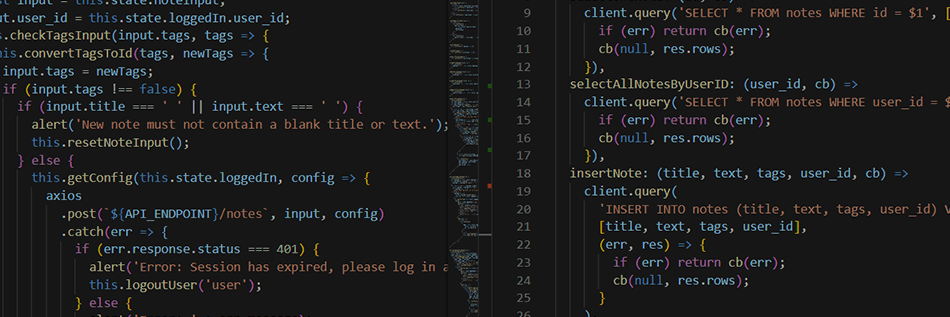 .user_id = this.state.loggedIn.user_id;
.checkTagsInput(input.tags, tags => {
his.convertTagsToId(tags, newTags => {
input.tags = newTags;
if (input.tags !== false) {
if (input.title === ' ' || input.text === ' ') {
alert('New note must not contain a blank title or text.');
this.resetNoteInput();
} else {
this.getConfig(this.state.loggedIn, config => {
axios
.post(`${API_ENDPOINT}/notes`, input, config)
.catch(err => {
if (err.response.status === 401) {
alert('Error: Session has expired, please log in a
this.logoutUser('user');
} else {
9 client.query('SELECT * FROM notes WHERE id = $1', [
10 if (err) return cb(err);
11 cb(null, res.rows);
12 }),
13 selectAllNotesByUserID: (user_id, cb) =>
14 client.query('SELECT * FROM notes WHERE user_id = $
15 if (err) return cb(err);
16 cb(null, res.rows);
17 }),
18 insertNote: (title, text, tags, user_id, cb) =>
19 client.query(
20 'INSERT INTO notes (title, text, tags, user_id) V
21 [title, text, tags, user_id],
22 (err, res) => {
23 if (err) return cb(err);
24 cb(null, res.rows);
25 }
26 )